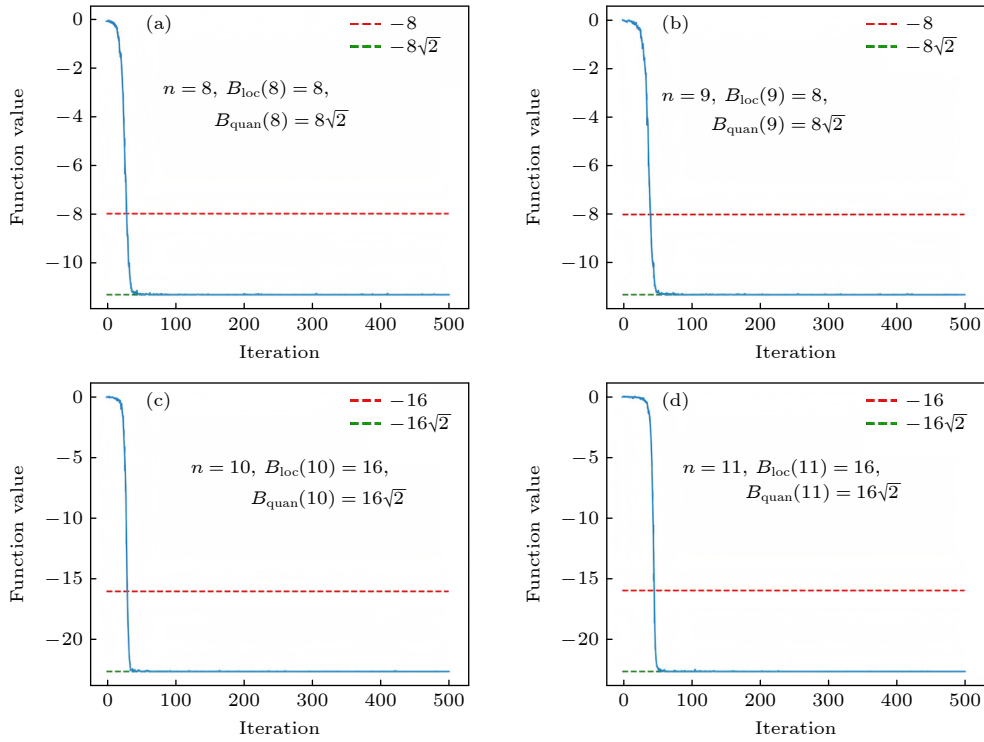 (a)
−8
−8√2
n = 8, B_loc(8) = 8,
B_quan(8) = 8√2
Function value
0
−2
−4
−6
−8
−10
0 100 200 300 400 500
Iteration
(b)
−8
−8√2
n = 9, B_loc(9) = 8,
B_quan(9) = 8√2
Function value
0
−2
−4
−6
−8
−10
0 100 200 300 400 500
Iteration
(c)
−16
−16√2
n = 10, B_loc(10) = 16,
B_quan(10) = 16√2
Function value
0
−5
−10
−15
−20
0 100 200 300 400 500
Iteration
(d)
−16
−16√2
n = 11, B_loc(11) = 16,
B_quan(11) = 16√2
Function value
0
−5
−10
−15
−20
0 100 200 300 400 500
Iteration